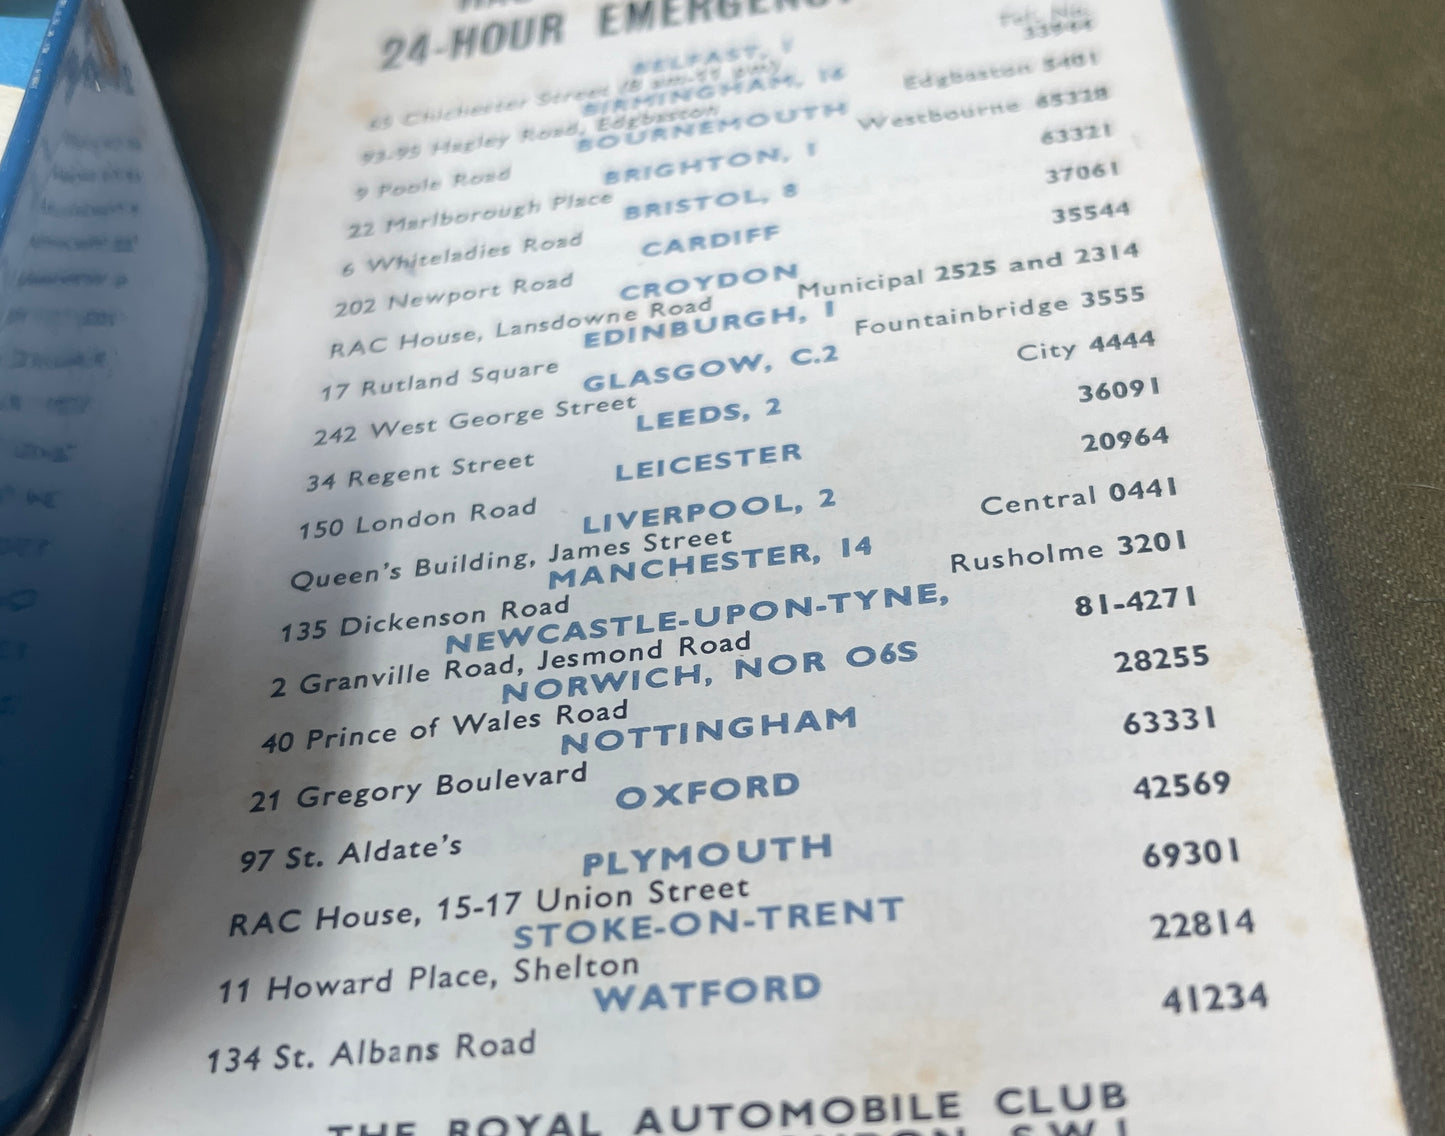 24-HOUR EMERGENCY
Tel. No.
BELFAST, 1
65 Chichester Street 33944
BIRMINGHAM, 16
93-95 Hagley Road, Edgbaston Edgbaston 5401
BOURNEMOUTH
9 Poole Road Westbourne 65328
BRIGHTON, 1
22 Marlborough Place 63321
BRISTOL, 8
6 Whiteladies Road 37061
CARDIFF
202 Newport Road 35544
CROYDON
RAC House, Lansdowne Road Municipal 2525 and 2314
EDINBURGH, 1
17 Rutland Square Fountainbridge 3555
GLASGOW, C.2
242 West George Street City 4444
LEEDS, 2
34 Regent Street 36091
LEICESTER
150 London Road 20964
LIVERPOOL, 2
Queen's Building, James Street Central 0441
MANCHESTER, 14
135 Dickenson Road Rusholme 3201
NEWCASTLE-UPON-TYNE,
2 Granville Road, Jesmond Road 81-4271
NORWICH, NOR O6S
40 Prince of Wales Road 28255
NOTTINGHAM
21 Gregory Boulevard 63331
OXFORD
97 St. Aldate's 42569
PLYMOUTH
RAC House, 15-17 Union Street 69301
STOKE-ON-TRENT
11 Howard Place, Shelton 22814
WATFORD
134 St. Albans Road 41234
THE ROYAL AUTOMOBILE CLUB
S.W.1